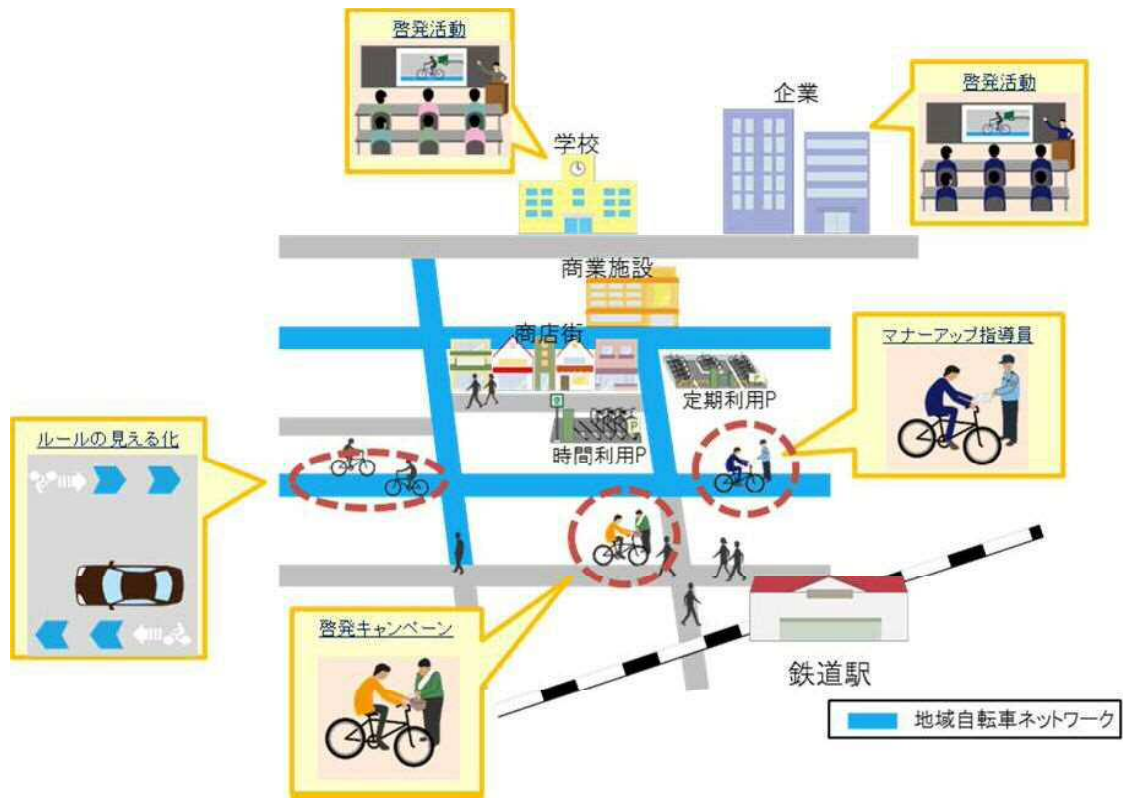 啓発活動
企業
啓発活動
学校
商業施設
商店街
マナーアップ指導員
定期利用P
P
時間利用P
ルールの見える化
啓発キャンペーン
鉄道駅
地域自転車ネットワーク